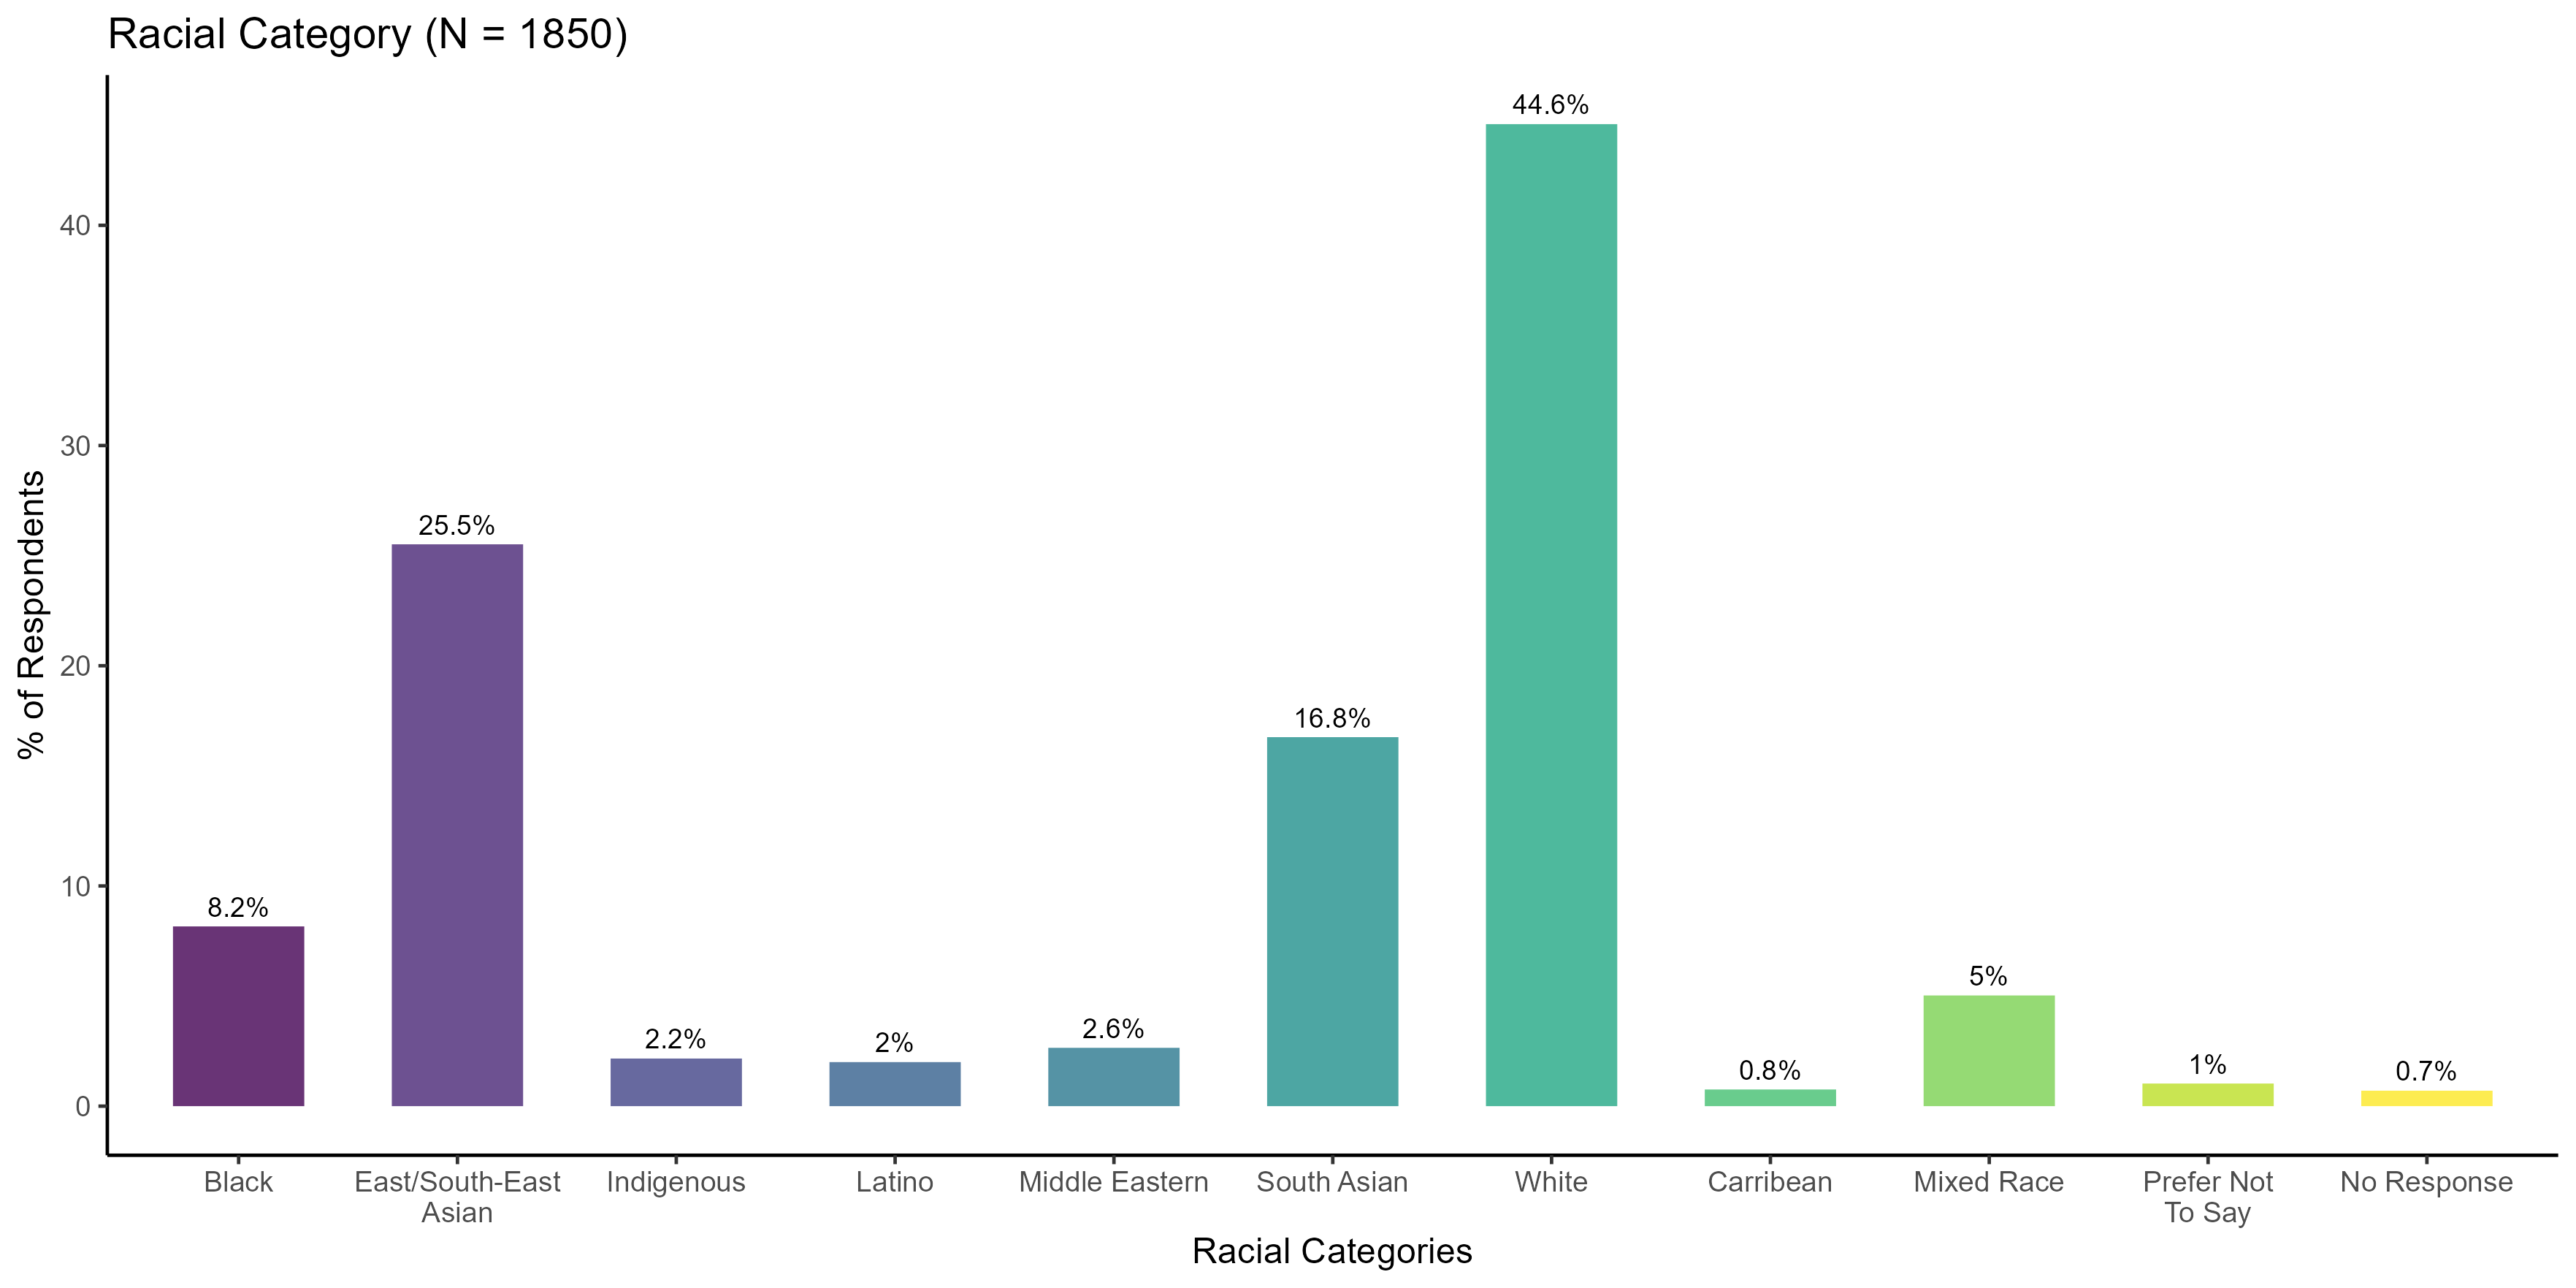 Racial Category (N = 1850)
44.6%
40
30
25.5%
% of Respondents
20
16.8%
10
8.2%
5%
2.2%
2%
2.6%
0.8%
1%
0.7%
0
Black
East/South-East
Asian
Indigenous
Latino
Middle Eastern
South Asian
White
Carribean
Mixed Race
Prefer Not
To Say
No Response
Racial Categories